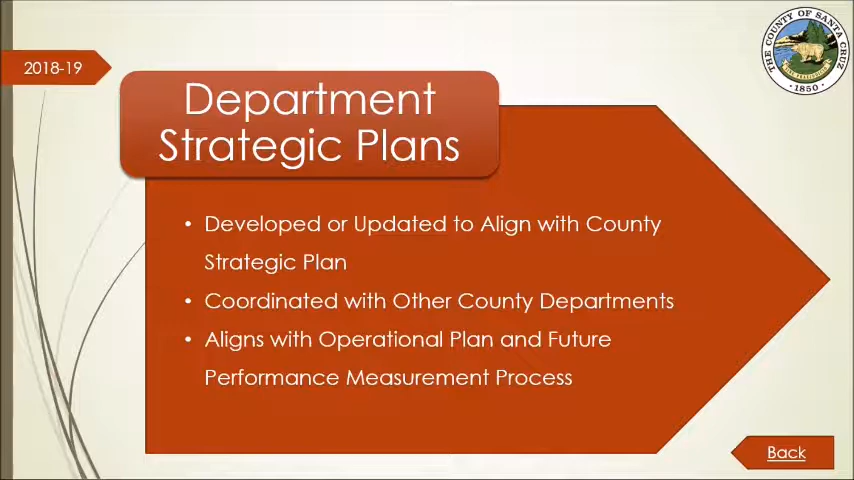 2018-19
THE COUNTY OF SANTA CRUZ
1850
Department
Strategic Plans
• Developed or Updated to Align with County
Strategic Plan
• Coordinated with Other County Departments
• Aligns with Operational Plan and Future
Performance Measurement Process
Back